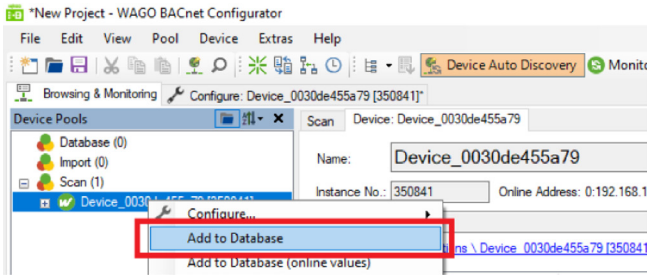 *New Project - WAGO BACnet Configurator
File Edit View Pool Device Extras Help
Device Auto Discovery
Browsing & Monitoring Configure: Device_0030de455a79 [350841]*
Device Pools
Scan Device: Device_0030de455a79
Database (0)
Import (0)
Scan (1)
Name: Device_0030de455a79
Instance No.: 350841 Online Address: 0:192.168.1
Configure...
Add to Database
\ Device_0030de455a79 [350841
Add to Database (online values)